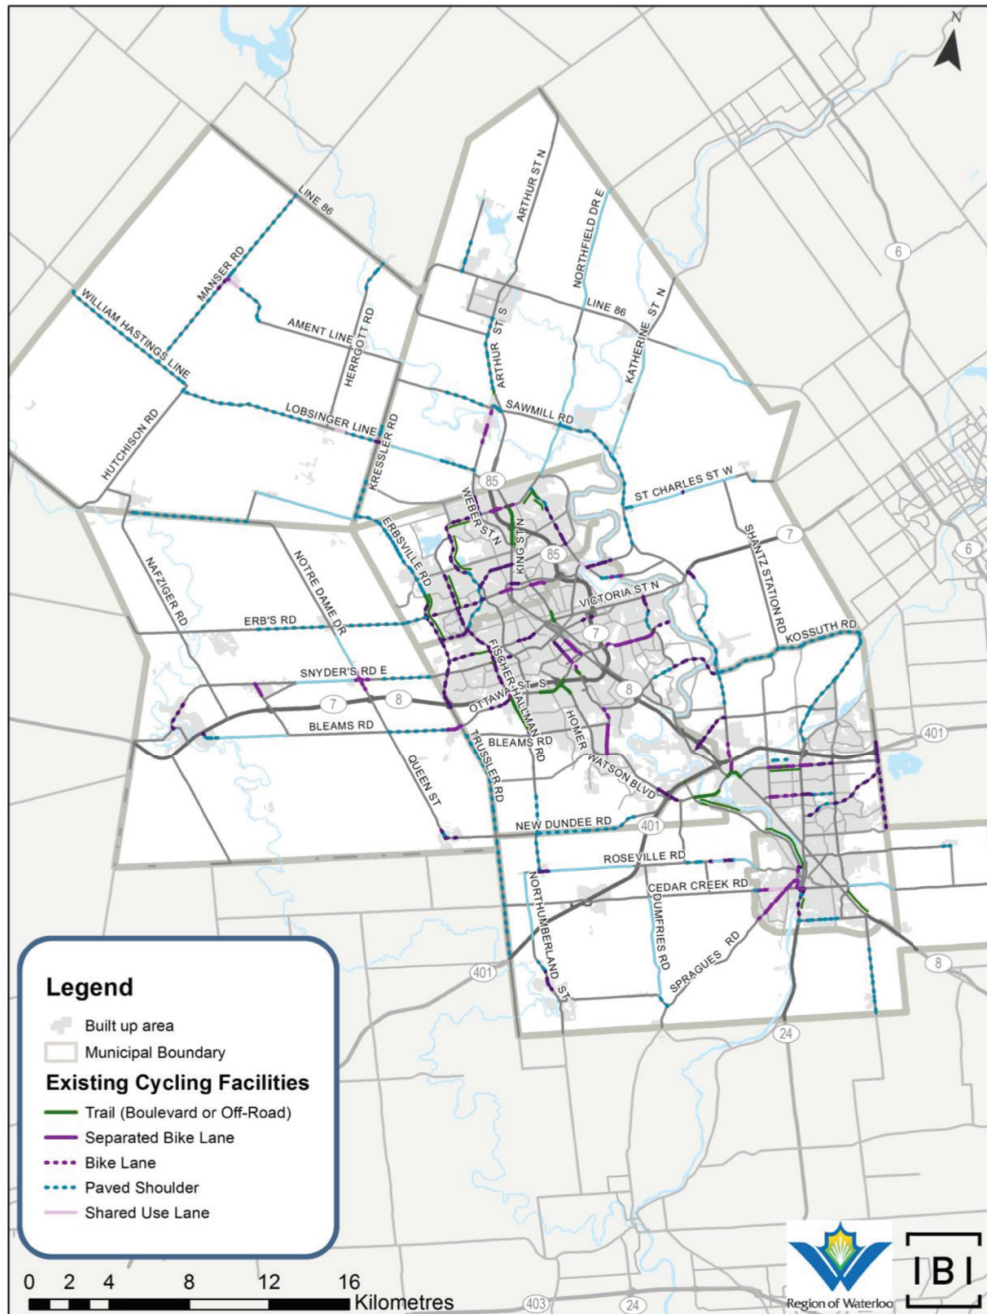 N
6
LINE 86
ARTHUR ST N
NORTHFIELD DR E
MANSER RD
WILLIAM HASTINGS LINE
AMENT LINE
HERRGOTT RD
ARTHUR ST S
LINE 86
KATHERINE ST N
LOBSINGER LINE
SAWMILL RD
HUTCHISON RD
KRESSLER RD
85
ST CHARLES ST W
WEBER ST N
KING ST N
ERBSVILLE RD
85
7
SHANTZ STATION RD
6
NAFZIGER RD
NOTRE DAME DR
VICTORIA ST N
ERB'S RD
7
KOSSUTH RD
SNYDER'S RD E
FISCHER-HALLMAN RD
OTTAWA ST S
8
7
8
BLEAMS RD
TRUSSLER RD
BLEAMS RD
HOMER WATSON BLVD
401
QUEEN ST
NEW DUNDEE RD
401
ROSEVILLE RD
CEDAR CREEK RD
NORTHUMBERLAND ST
DUMFRIES RD
SPRAGUES RD
401
8
24
Legend
Built up area
Municipal Boundary
Existing Cycling Facilities
Trail (Boulevard or Off-Road)
Separated Bike Lane
Bike Lane
Paved Shoulder
Shared Use Lane
0 2 4 8 12 16
Kilometres
403
24
Region of Waterloo
IBI